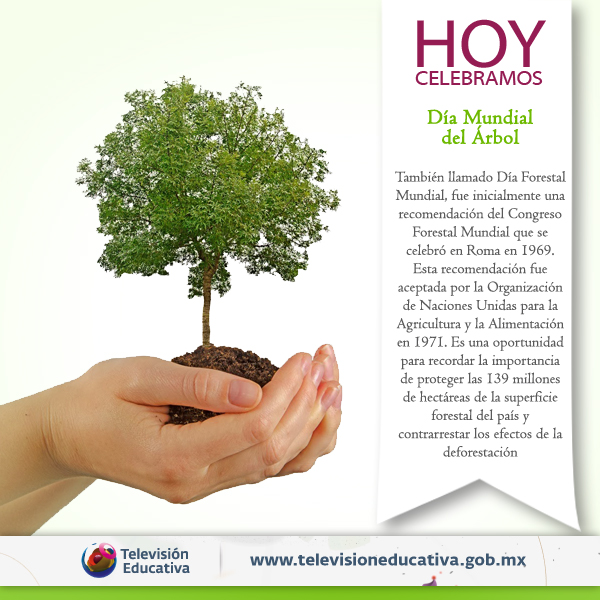 HOY
CELEBRAMOS
Día Mundial
del Árbol
También llamado Día Forestal
Mundial, fue inicialmente una
recomendación del Congreso
Forestal Mundial que se
celebró en Roma en 1969.
Esta recomendación fue
aceptada por la Organización
de Naciones Unidas para la
Agricultura y la Alimentación
en 1971. Es una oportunidad
para recordar la importancia
de proteger las 139 millones
de hectáreas de la superficie
forestal del país y
contrarrestar los efectos de la
deforestación
Televisión
Educativa
www.televisioneducativa.gob.mx